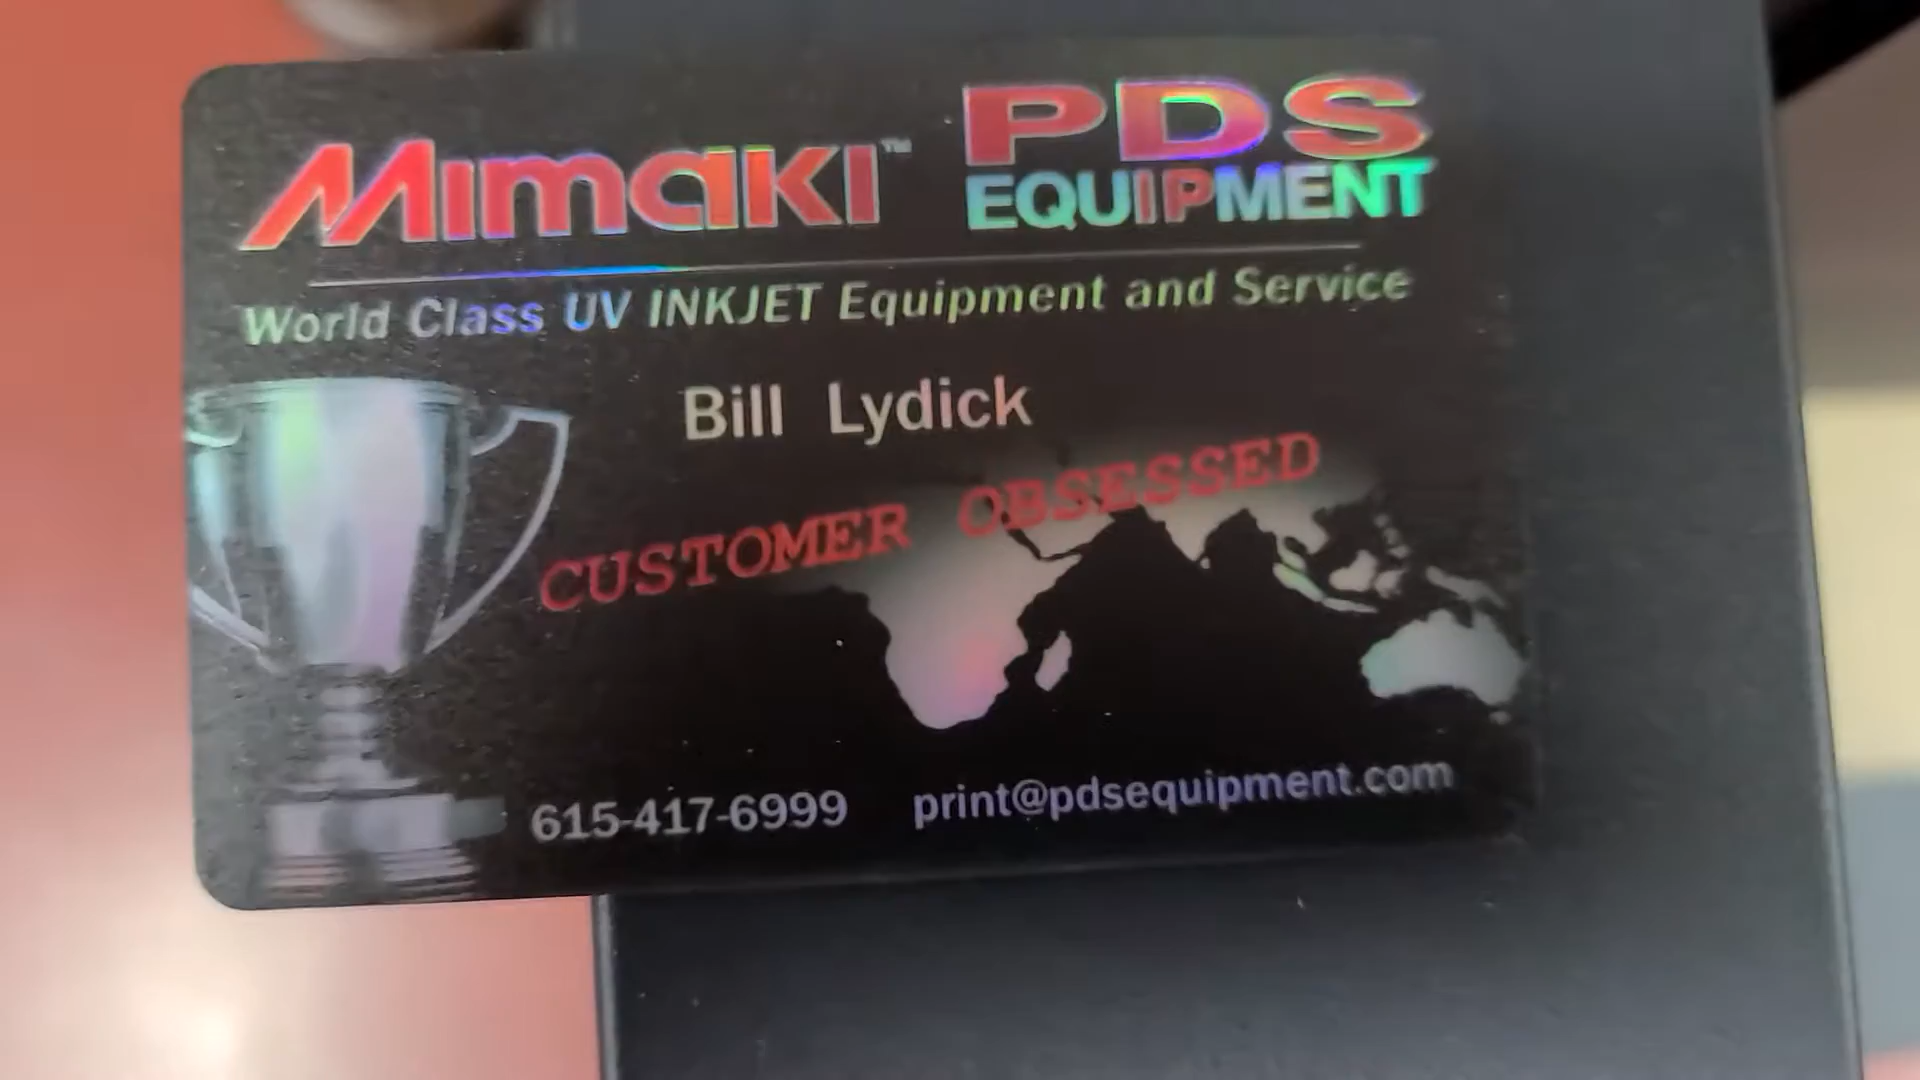 Mimaki™ PDS EQUIPMENT
World Class UV INKJET Equipment and Service
Bill Lydick
CUSTOMER OBSESSED
615-417-6999 print@pdsequipment.com